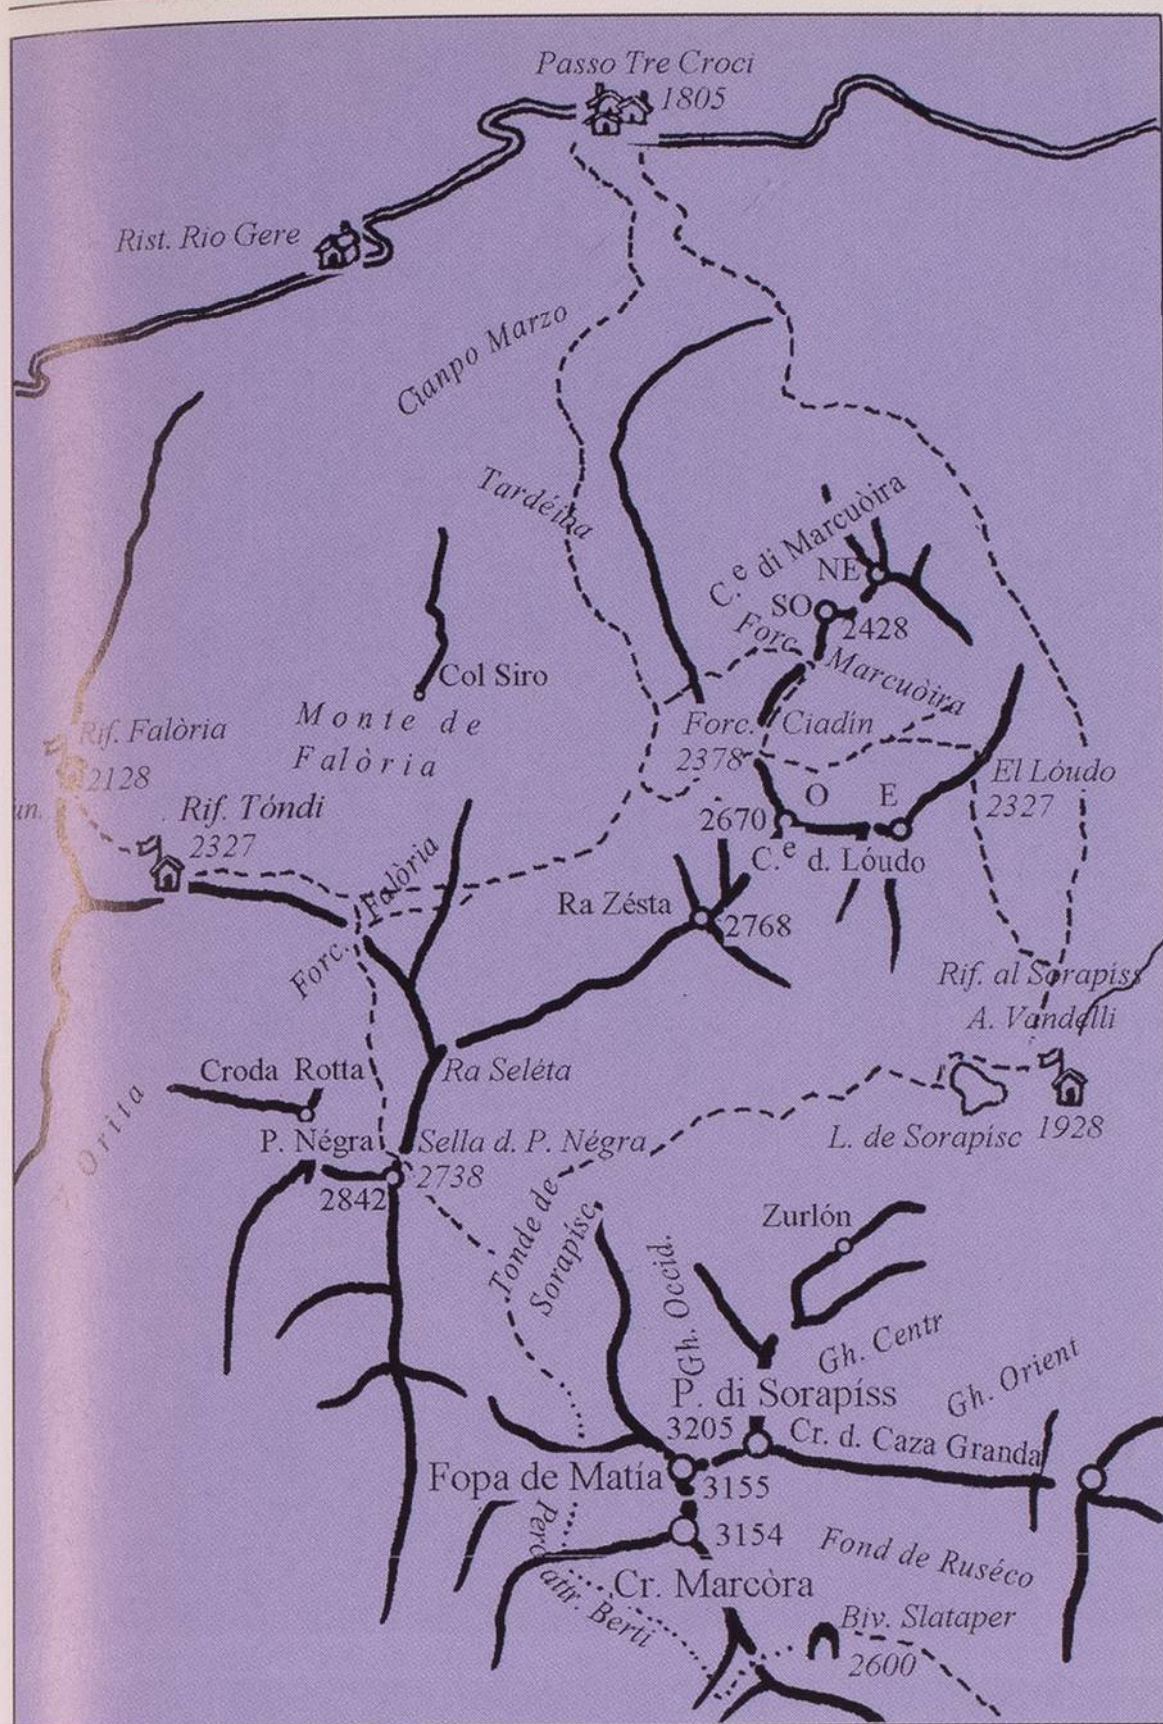 Passo Tre Croci
1805
Rist. Rio Gere
Cianpo Marzo
Tardéiba
C.e di Marcuòira
NE
SO
2428
Forc. Marcuòira
Col Siro
Monte de
Falòria
Forc. Ciadín
2378
Rif. Falòria
2128
un.
Rif. Tóndi
2327
O E
El Lóudo
2327
2670
C.e d. Lóudo
Forc. Falòria
Ra Zésta
2768
Rif. al Sorapíss
A. Vandelli
Croda Rotta
Ra Seléta
L. de Sorapísc
1928
Orita
P. Négra
Sella d. P. Négra
2738
2842
Tonde de
Sorapísc
Zurlón
Gh. Occid.
Gh. Centr
Gh. Orient
P. di Sorapíss
3205
Cr. d. Caza Granda
Fopa de Matía
3155
3154
Fond de Ruséco
Perc. attr. Berti
Cr. Marcòra
Biv. Slataper
2600